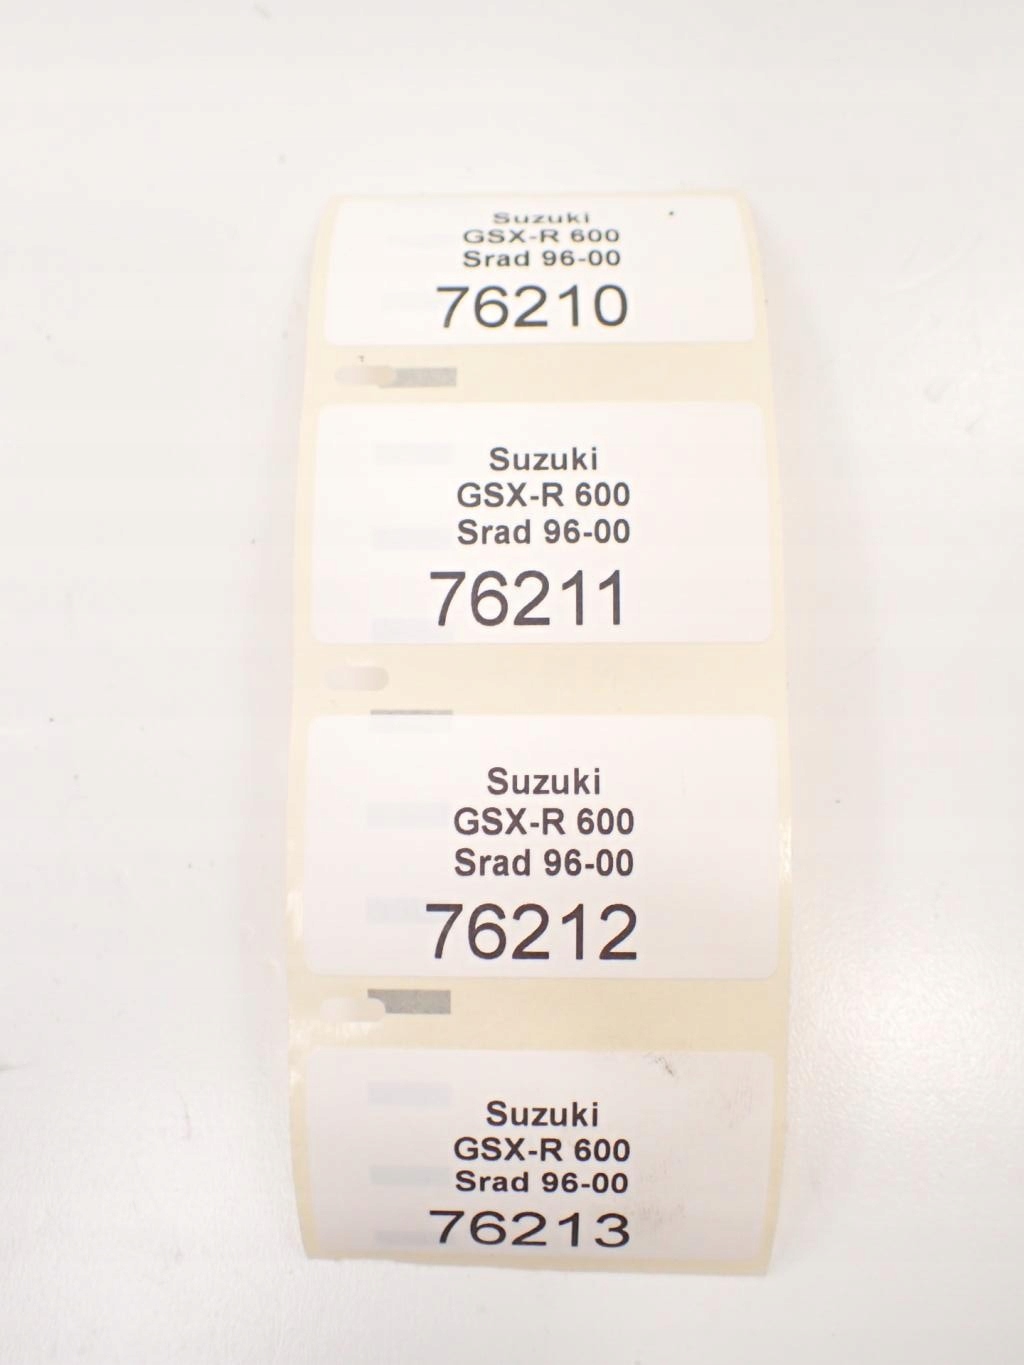 Suzuki
GSX-R 600
Srad 96-00
76210
Suzuki
GSX-R 600
Srad 96-00
76211
Suzuki
GSX-R 600
Srad 96-00
76212
Suzuki
GSX-R 600
Srad 96-00
76213